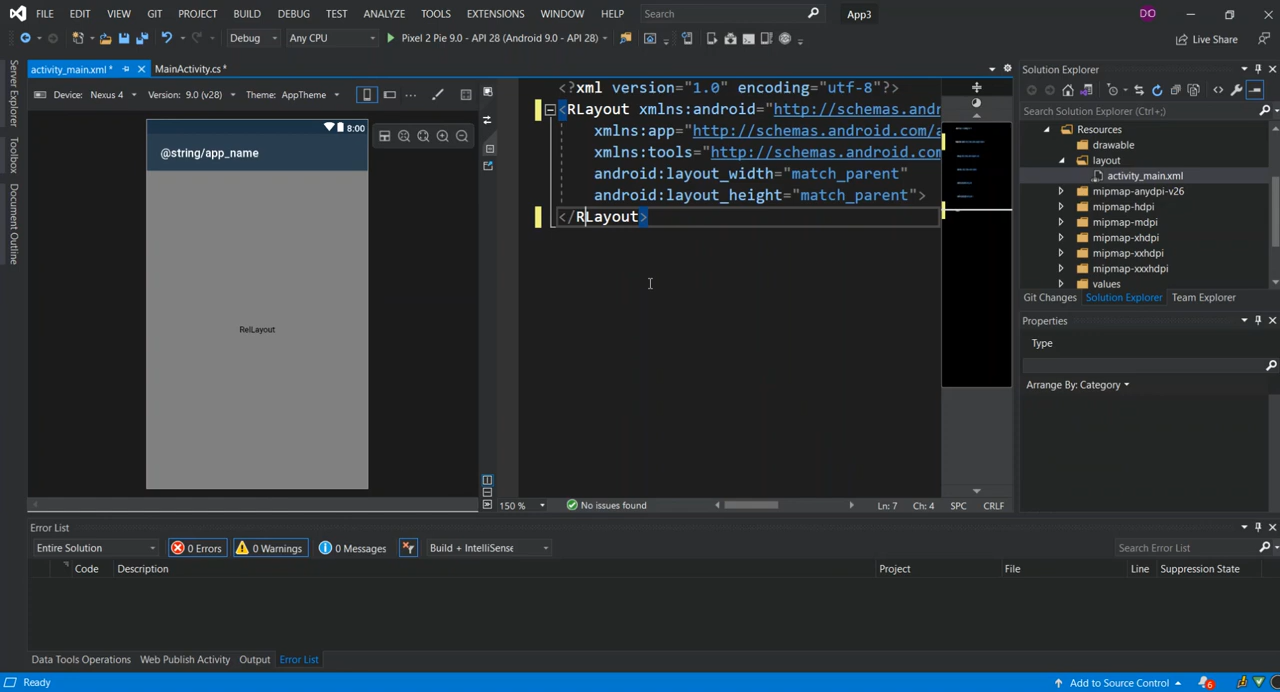 FILE EDIT VIEW GIT PROJECT BUILD DEBUG TEST ANALYZE TOOLS EXTENSIONS WINDOW HELP Search App3 DO
Debug Any CPU Pixel 2 Pie 9.0 - API 28 (Android 9.0 - API 28) Live Share
Server Explorer
Toolbox
Document Outline
activity_main.xml* MainActivity.cs*
Device: Nexus 4 Version: 9.0 (v28) Theme: AppTheme
8:00
@string/app_name
RelLayout
<?xml version="1.0" encoding="utf-8"?>
<RLayout xmlns:android="http://schemas.andr
xmlns:app="http://schemas.android.com/a
xmlns:tools="http://schemas.android.com
android:layout_width="match_parent"
android:layout_height="match_parent">
</RLayout>
150 % No issues found Ln: 7 Ch: 4 SPC CRLF
Solution Explorer
Search Solution Explorer (Ctrl+;)
Resources
drawable
layout
activity_main.xml
mipmap-anydpi-v26
mipmap-hdpi
mipmap-mdpi
mipmap-xhdpi
mipmap-xxhdpi
mipmap-xxxhdpi
values
Git Changes Solution Explorer Team Explorer
Properties
Type
Arrange By: Category
Error List
Entire Solution 0 Errors 0 Warnings 0 Messages Build + IntelliSense Search Error List
Code Description Project File Line Suppression State
Data Tools Operations Web Publish Activity Output Error List
Ready Add to Source Control 6